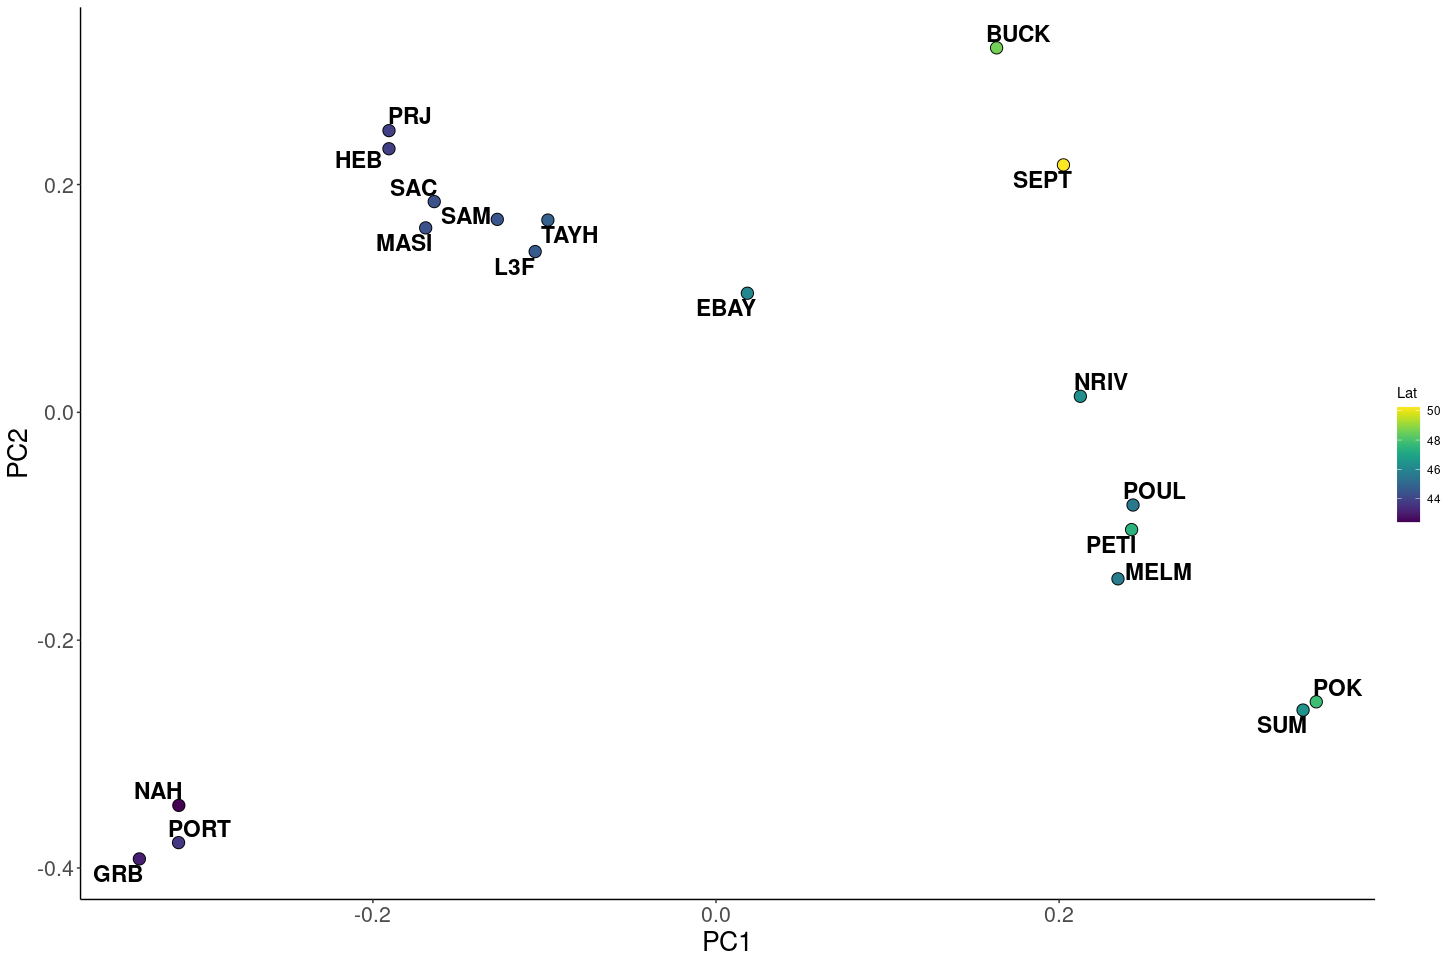 BUCK
PRJ
HEB
SEPT
SAC
SAM
MASI
TAYH
L3F
EBAY
NRIV
POUL
PETI
MELM
POK
SUM
NAH
PORT
GRB
0.2
0.0
-0.2
-0.4
PC2
-0.2
0.0
0.2
PC1
Lat
50
48
46
44